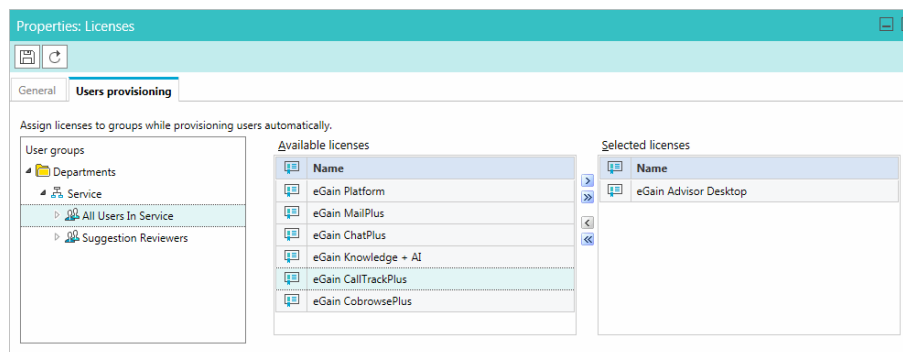 Properties: Licenses
General
Users provisioning
Assign licenses to groups while provisioning users automatically.
User groups
Departments
Service
All Users In Service
Suggestion Reviewers
Available licenses
Name
eGain Platform
eGain MailPlus
eGain ChatPlus
eGain Knowledge + AI
eGain CallTrackPlus
eGain CobrowsePlus
Selected licenses
Name
eGain Advisor Desktop